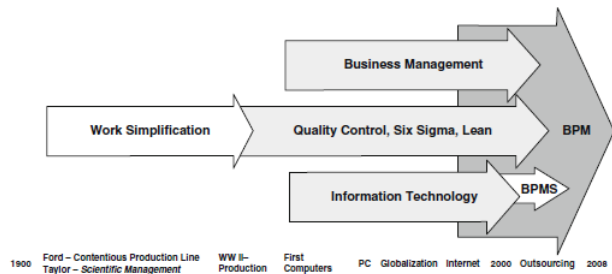 Business Management
Work Simplification
Quality Control, Six Sigma, Lean
BPM
Information Technology
BPMS
1900 Ford – Contentious Production Line WW II– First PC Globalization Internet 2000 Outsourcing 2008
Taylor – Scientific Management Production Computers